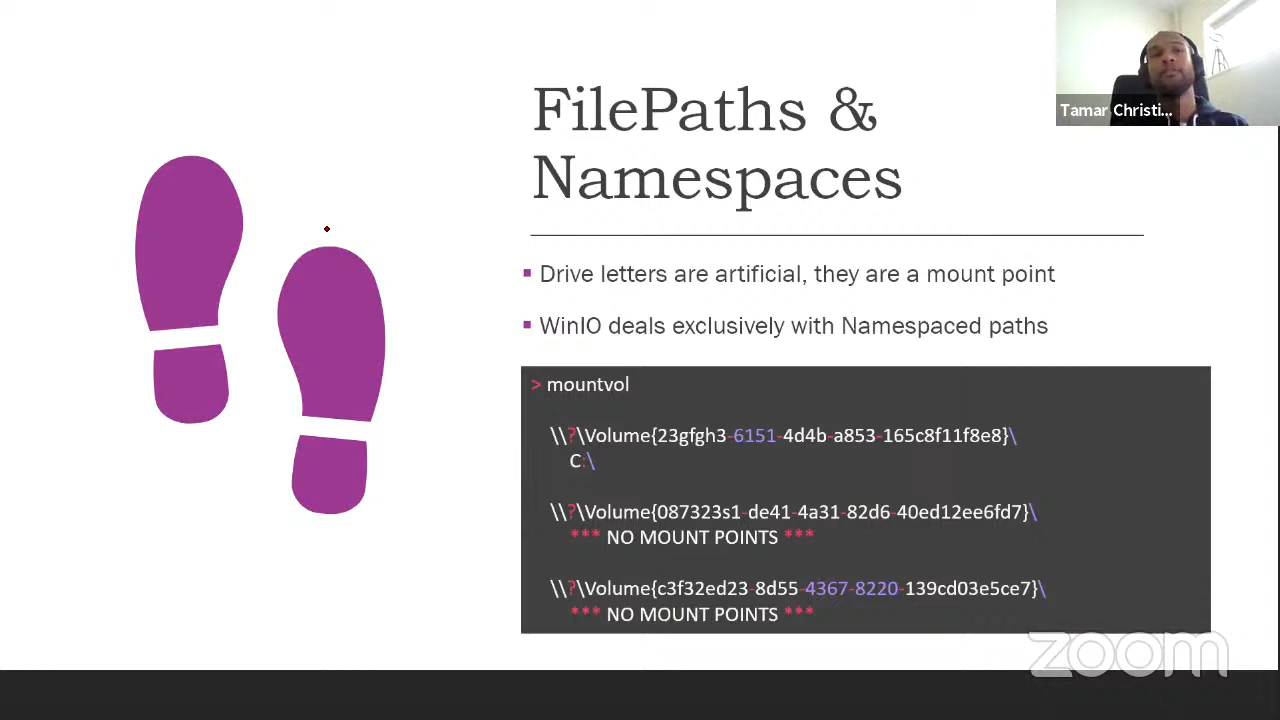 Tamar Christi...
FilePaths &
Namespaces
Drive letters are artificial, they are a mount point
WinIO deals exclusively with Namespaced paths
> mountvol
\\?\Volume{23gfgh3-6151-4d4b-a853-165c8f11f8e8}\
C:\
\\?\Volume{087323s1-de41-4a31-82d6-40ed12ee6fd7}\
*** NO MOUNT POINTS ***
\\?\Volume{c3f32ed23-8d55-4367-8220-139cd03e5ce7}\
*** NO MOUNT POINTS ***
zoom